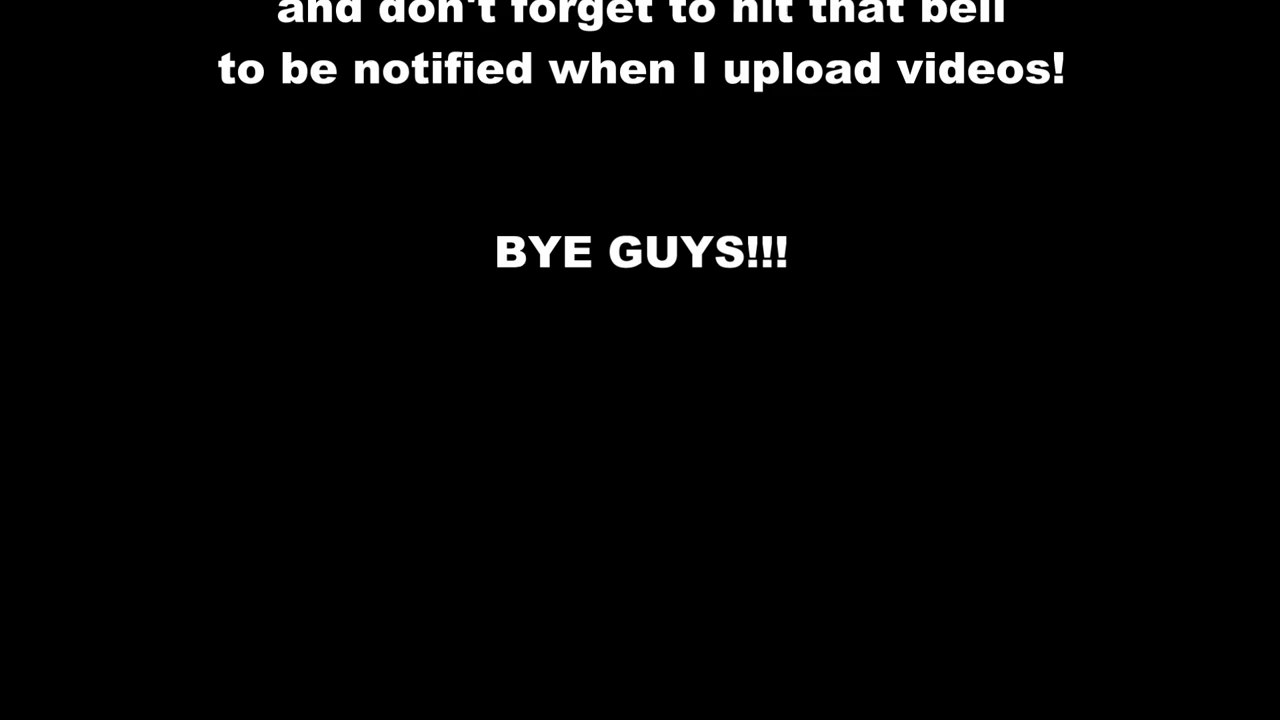 and don't forget to hit that bell
to be notified when I upload videos!
BYE GUYS!!!